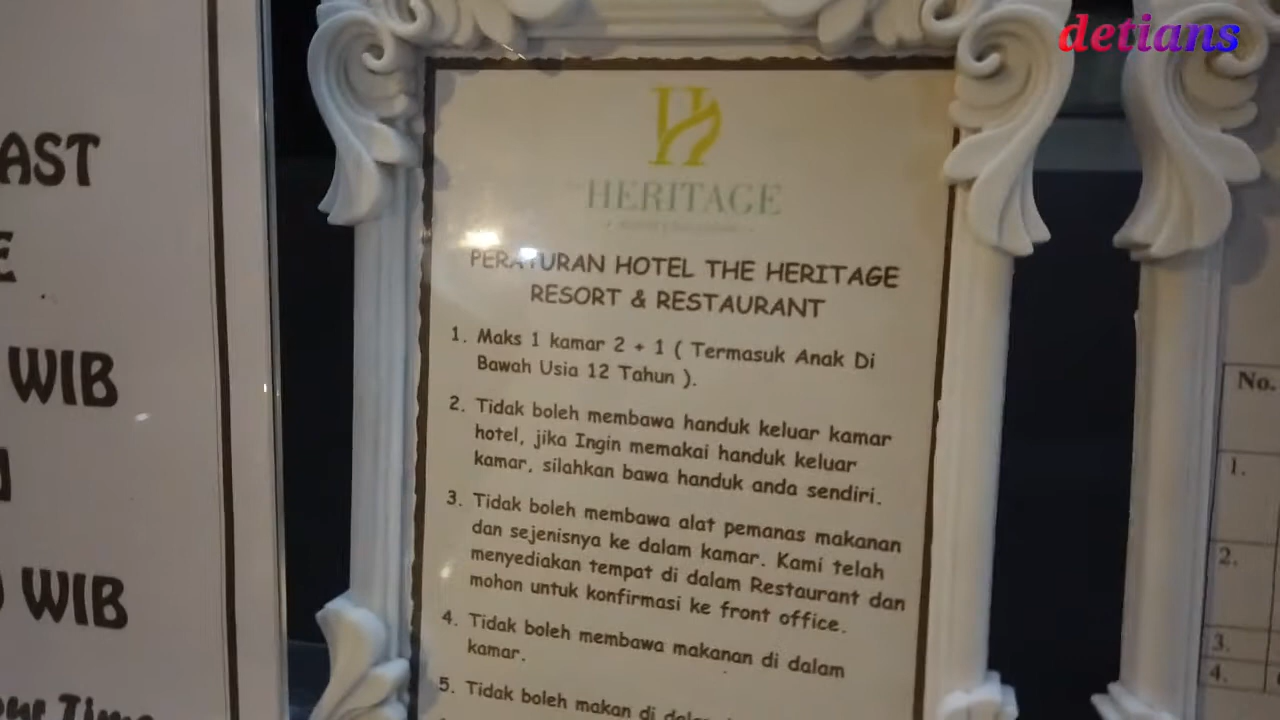 detians
AST
E
WIB
WIB
HERITAGE
PERATURAN HOTEL THE HERITAGE
RESORT & RESTAURANT
1. Maks 1 kamar 2 + 1 ( Termasuk Anak Di
Bawah Usia 12 Tahun ).
2. Tidak boleh membawa handuk keluar kamar
hotel, jika Ingin memakai handuk keluar
kamar, silahkan bawa handuk anda sendiri.
3. Tidak boleh membawa alat pemanas makanan
dan sejenisnya ke dalam kamar. Kami telah
menyediakan tempat di dalam Restaurant dan
mohon untuk konfirmasi ke front office.
4. Tidak boleh membawa makanan di dalam
kamar.
5. Tidak boleh makan di
No.
1.
2.
3.
4.